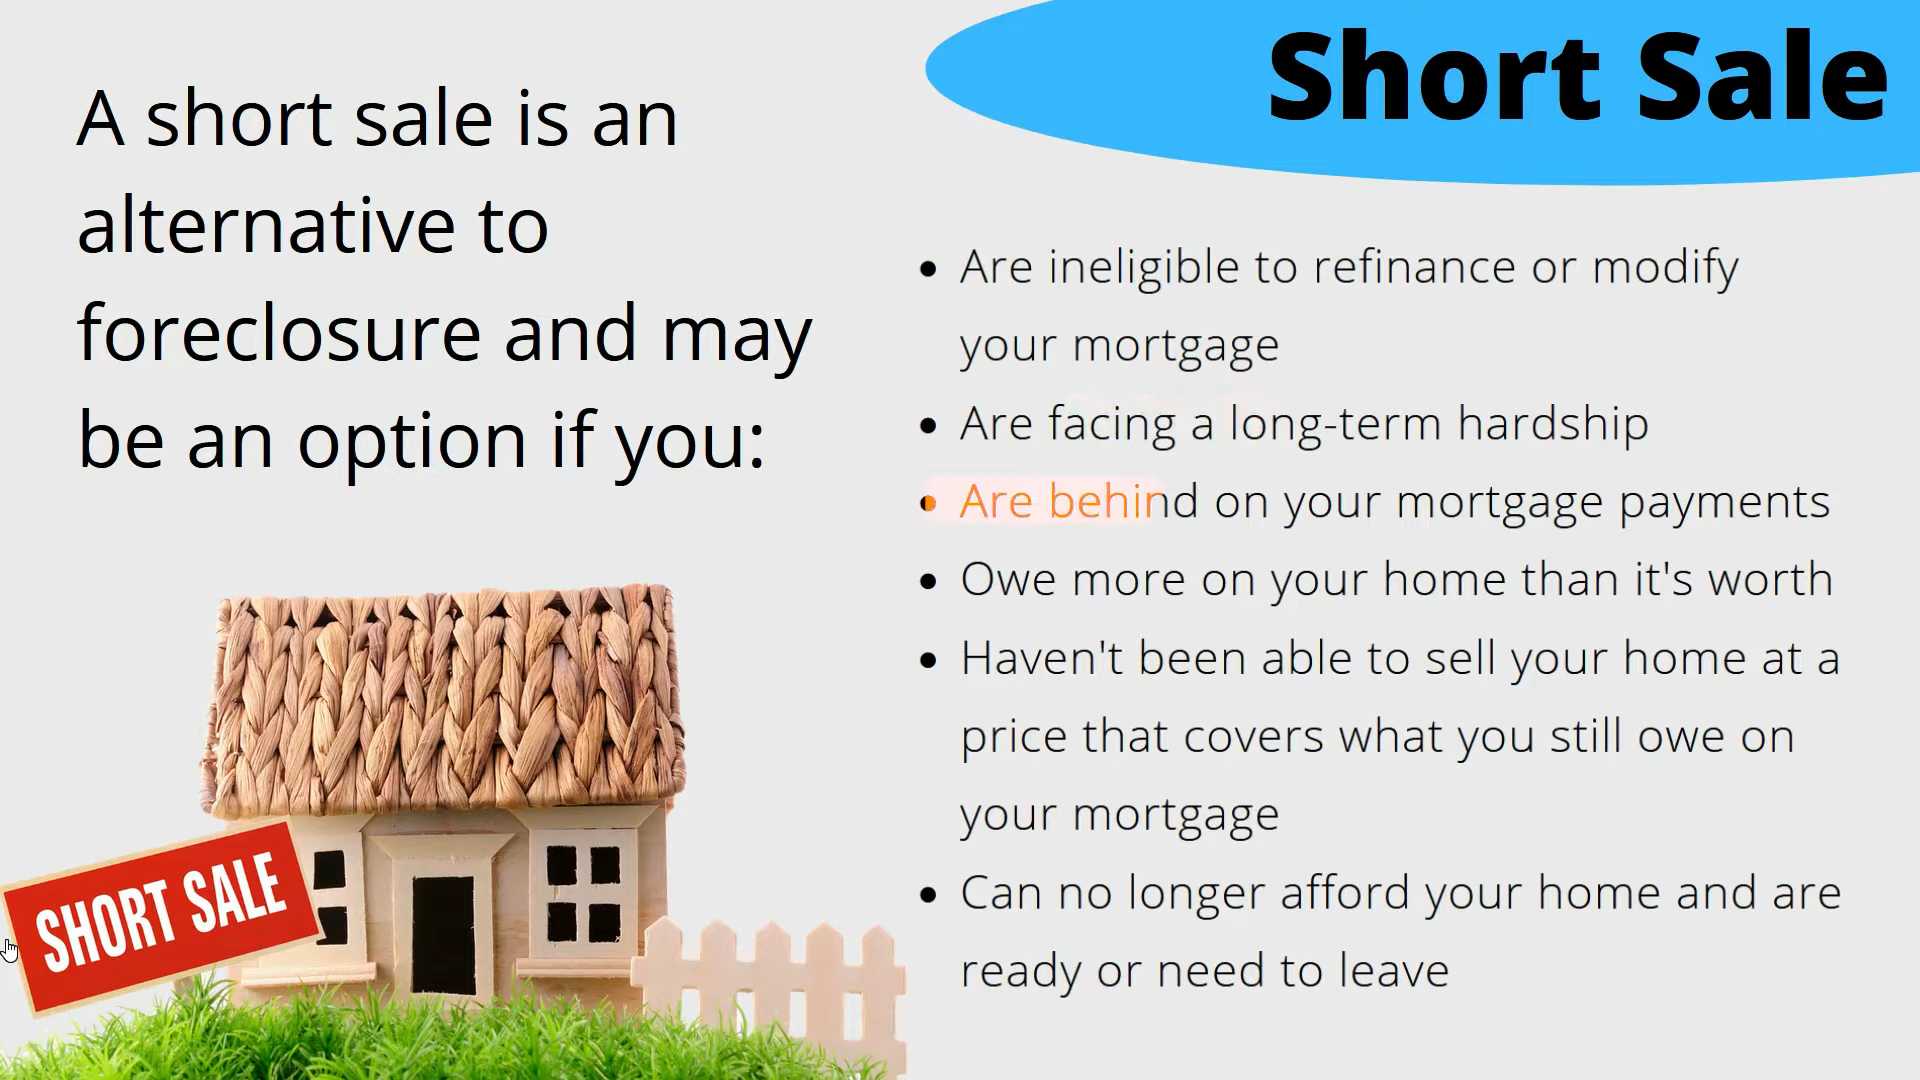 Short Sale
A short sale is an
alternative to
foreclosure and may
be an option if you:
• Are ineligible to refinance or modify
your mortgage
• Are facing a long-term hardship
• Are behind on your mortgage payments
• Owe more on your home than it's worth
• Haven't been able to sell your home at a
price that covers what you still owe on
your mortgage
• Can no longer afford your home and are
ready or need to leave
SHORT SALE